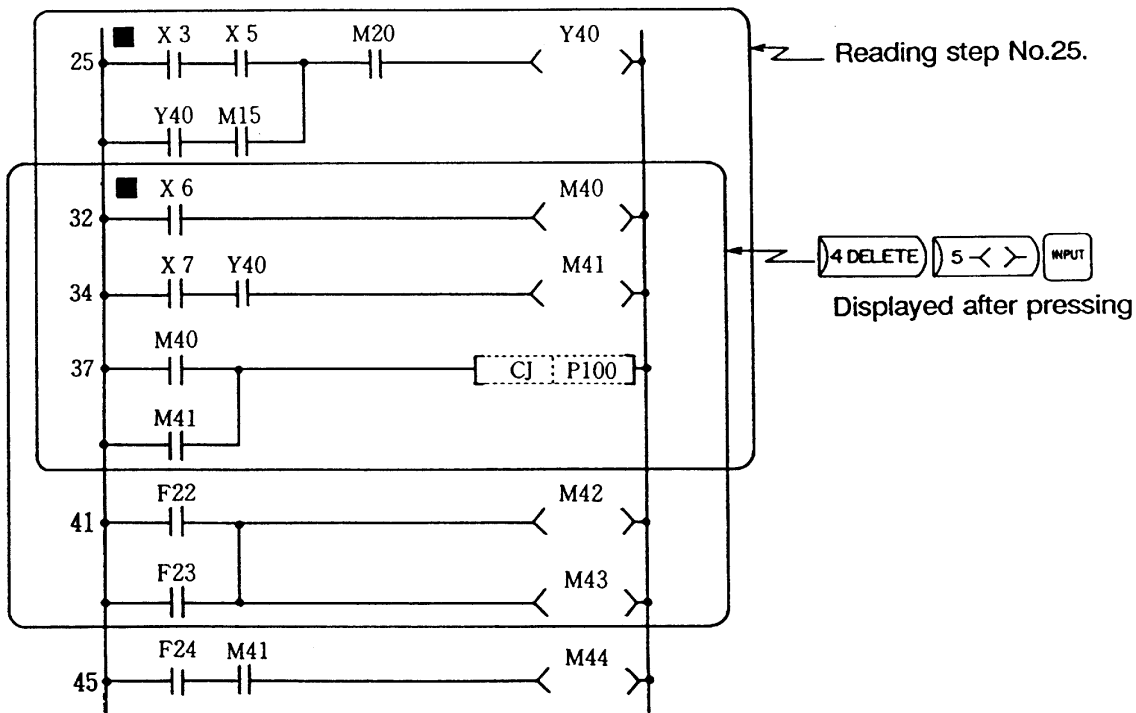 X 3 X 5 M20 Y40
25
Reading step No.25.
Y40 M15
X 6 M40
32
4 DELETE 5 INPUT
X 7 Y40 M41
34
Displayed after pressing
M40
37 CJ P100
M41
F22 M42
41
F23 M43
F24 M41 M44
45